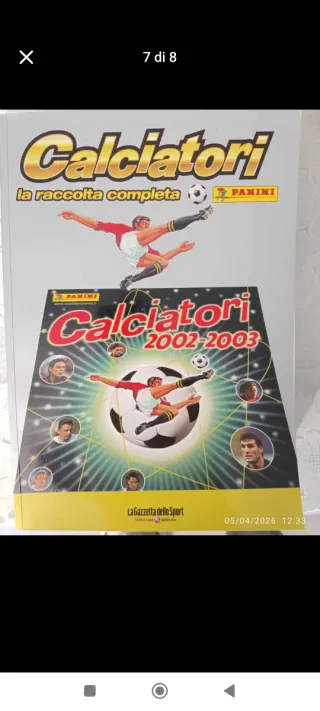 7 di 8
Calciatori
la raccolta completa PANINI
PANINI
Calciatori
2002-2003
La Gazzetta dello Sport
05/04/2026 12:33